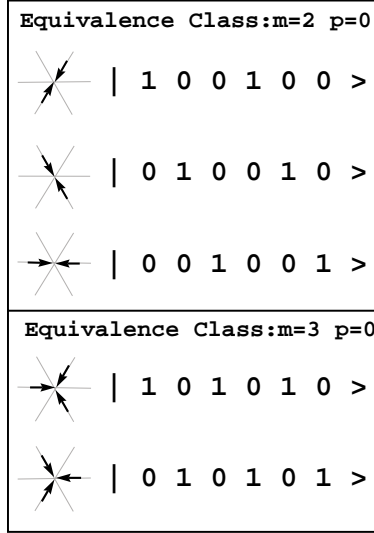 Equivalence Class:m=2 p=0
| 1 0 0 1 0 0 >
| 0 1 0 0 1 0 >
| 0 0 1 0 0 1 >
Equivalence Class:m=3 p=0
| 1 0 1 0 1 0 >
| 0 1 0 1 0 1 >